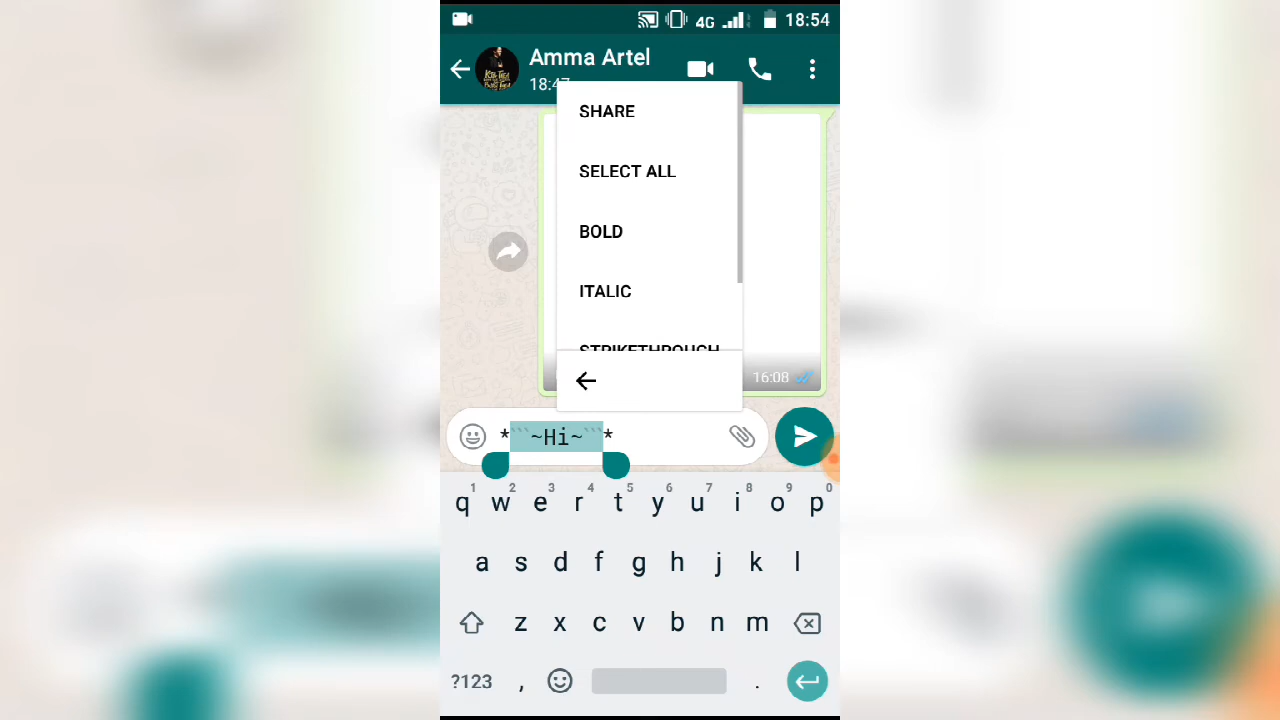 4G 18:54
Amma Artel
18:47
SHARE
SELECT ALL
BOLD
ITALIC
STRIKETHROUGH
16:08
*```~Hi~```*
1 2 3 4 5 6 7 8 9 0
q w e r t y u i o p
a s d f g h j k l
z x c v b n m
?123 , .